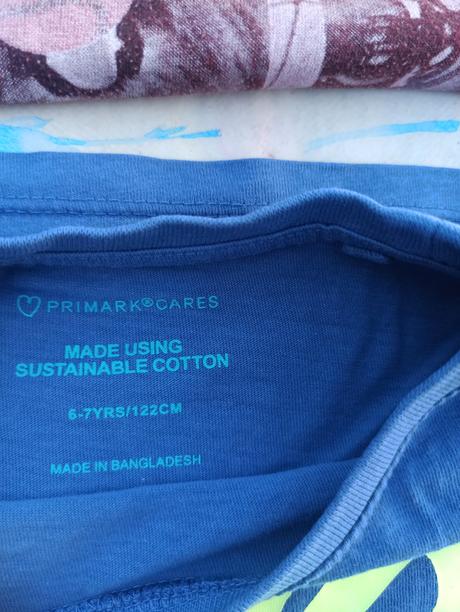 PRIMARK®CARES
MADE USING
SUSTAINABLE COTTON
6-7YRS/122CM
MADE IN BANGLADESH